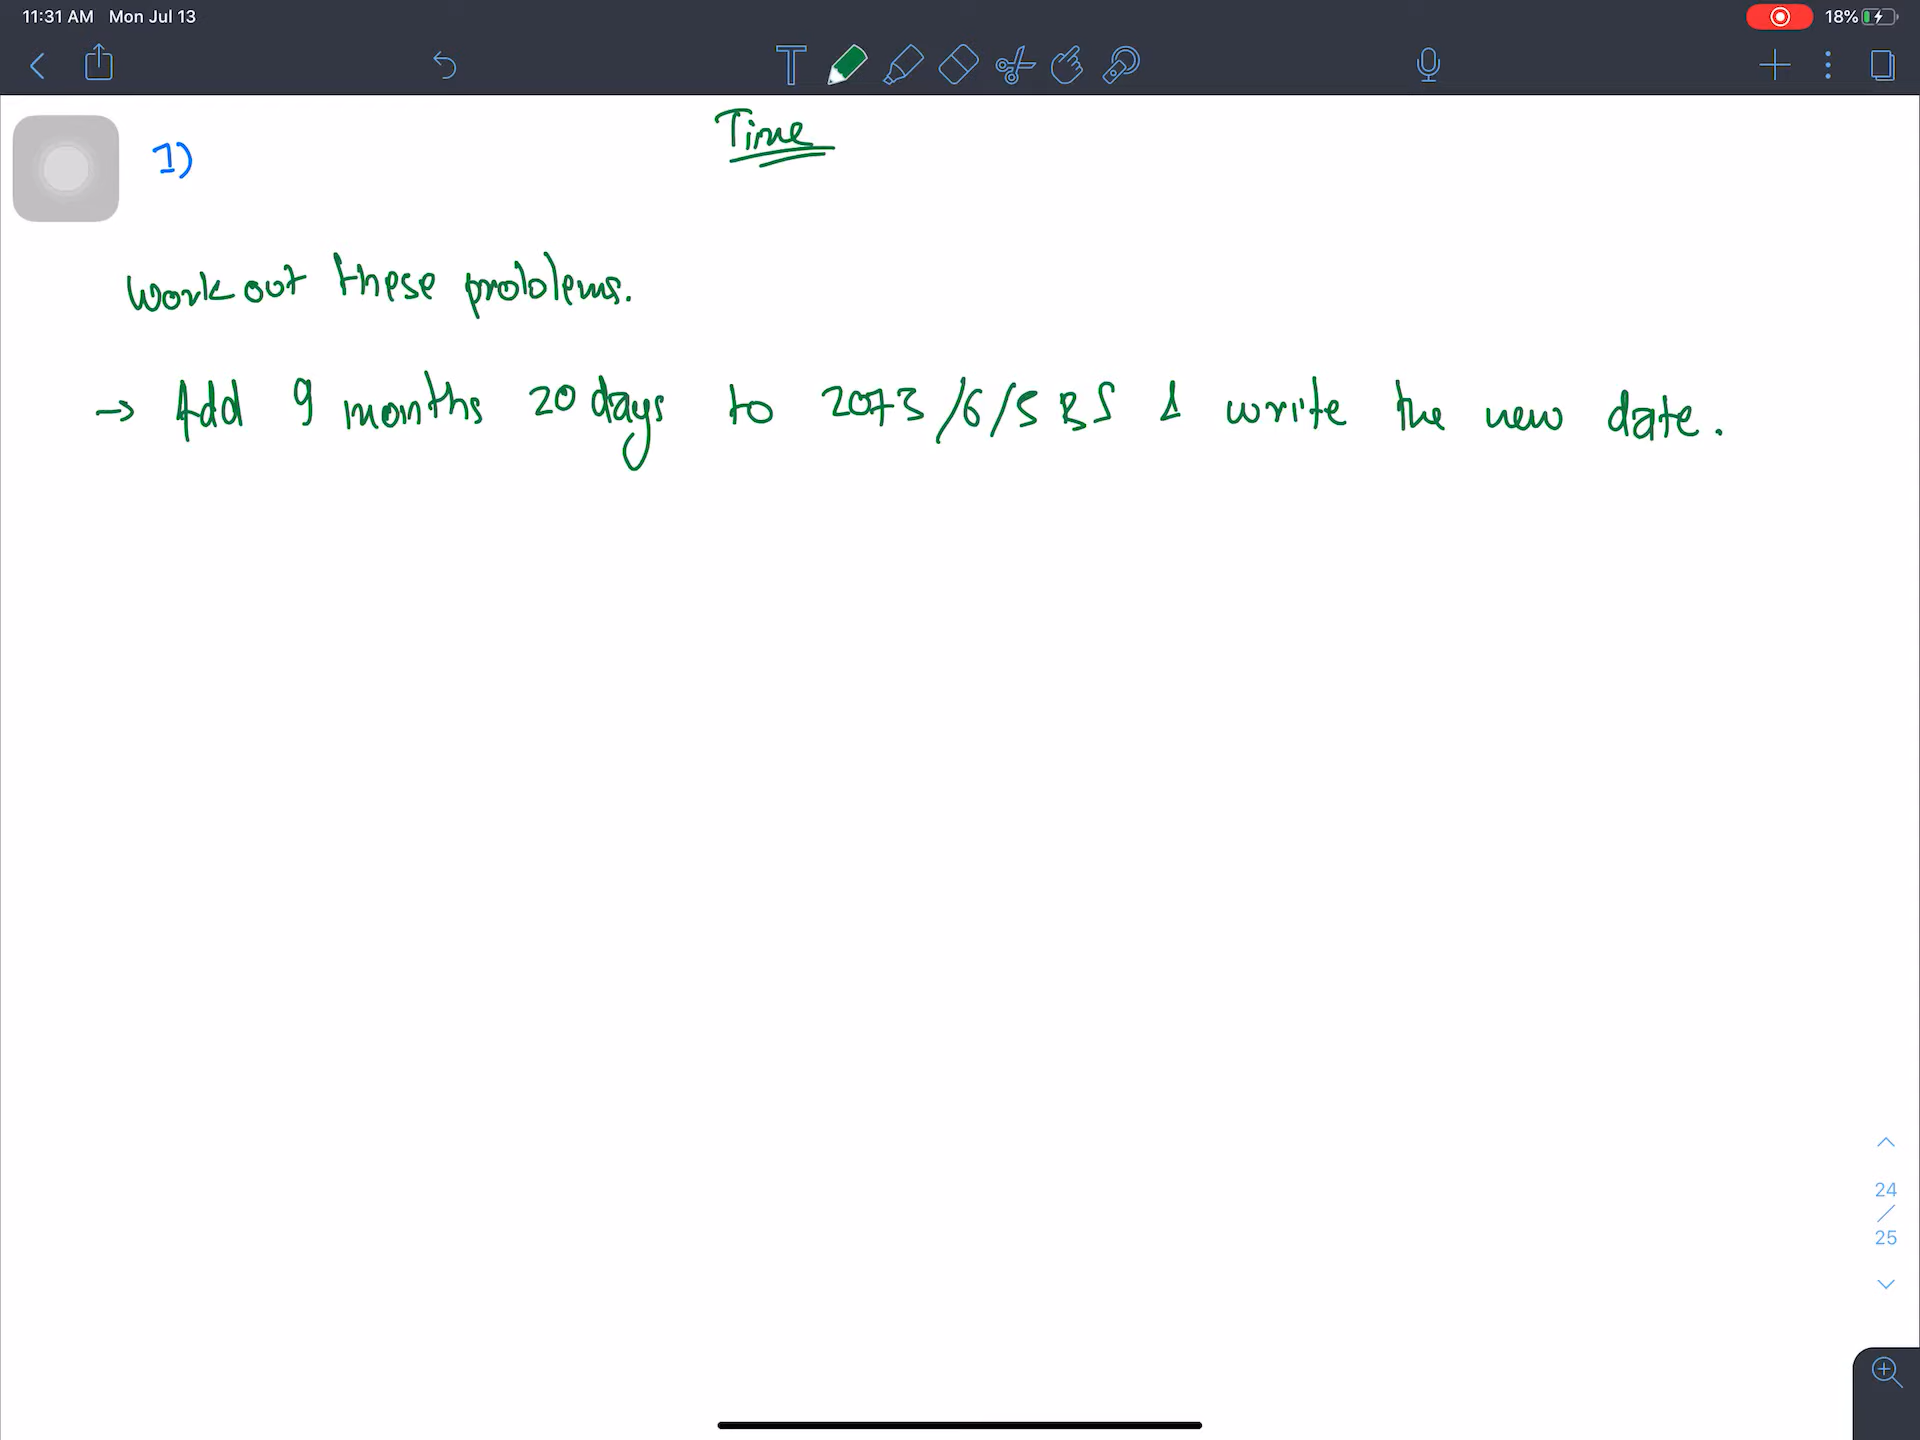 11:31 AM Mon Jul 13
18%
Time
1)
Work out these problems.
→ Add 9 months 20 days to 2073/6/5 BS & write the new date.
24
/
25